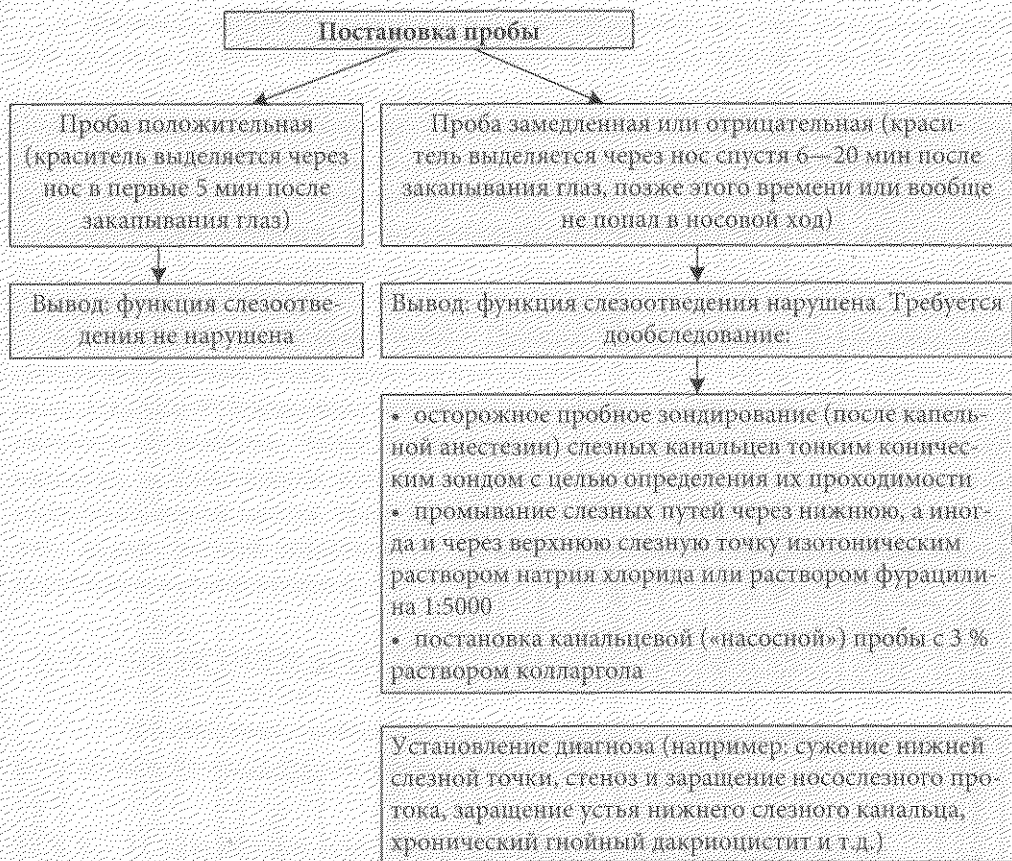 Постановка пробы
Проба положительная
(краситель выделяется через
нос в первые 5 мин после
закапывания глаз)
Проба замедленная или отрицательная (краси-
тель выделяется через нос спустя 6—20 мин после
закапывания глаз, позже этого времени или вообще
не попал в носовой ход)
Вывод: функция слезоотве-
дения не нарушена
Вывод: функция слезоотведения нарушена. Требуется
дообследование:
• осторожное пробное зондирование (после капель-
ной анестезии) слезных канальцев тонким коничес-
ким зондом с целью определения их проходимости
• промывание слезных путей через нижнюю, а иног-
да и через верхнюю слезную точку изотоническим
раствором натрия хлорида или раствором фурацили-
на 1:5000
• постановка канальцевой («насосной») пробы с 3 %
раствором колларгола
Установление диагноза (например: сужение нижней
слезной точки, стеноз и заращение носослезного про-
тока, заращение устья нижнего слезного канальца,
хронический гнойный дакриоцистит и т.д.)